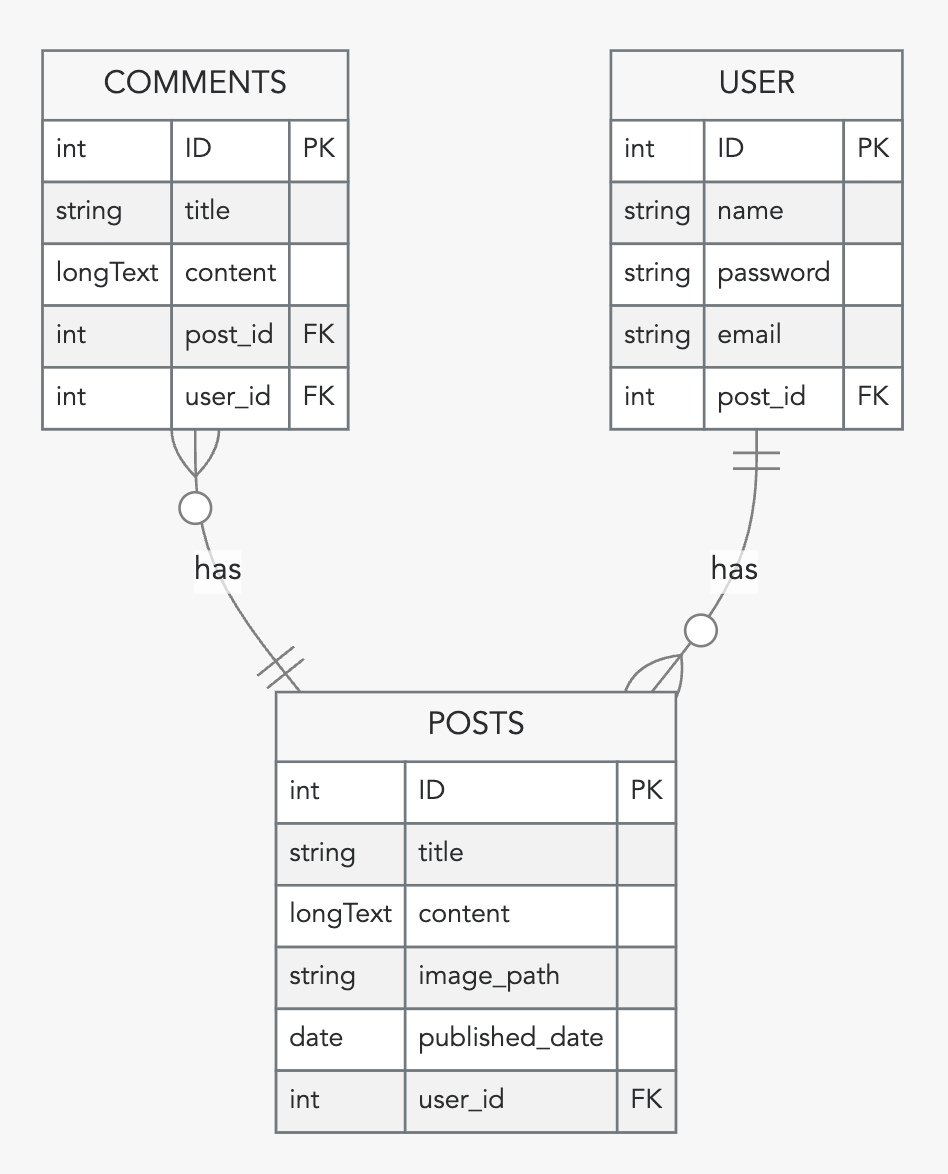 COMMENTS
int ID PK
string title
longText content
int post_id FK
int user_id FK
USER
int ID PK
string name
string password
string email
int post_id FK
has
has
POSTS
int ID PK
string title
longText content
string image_path
date published_date
int user_id FK